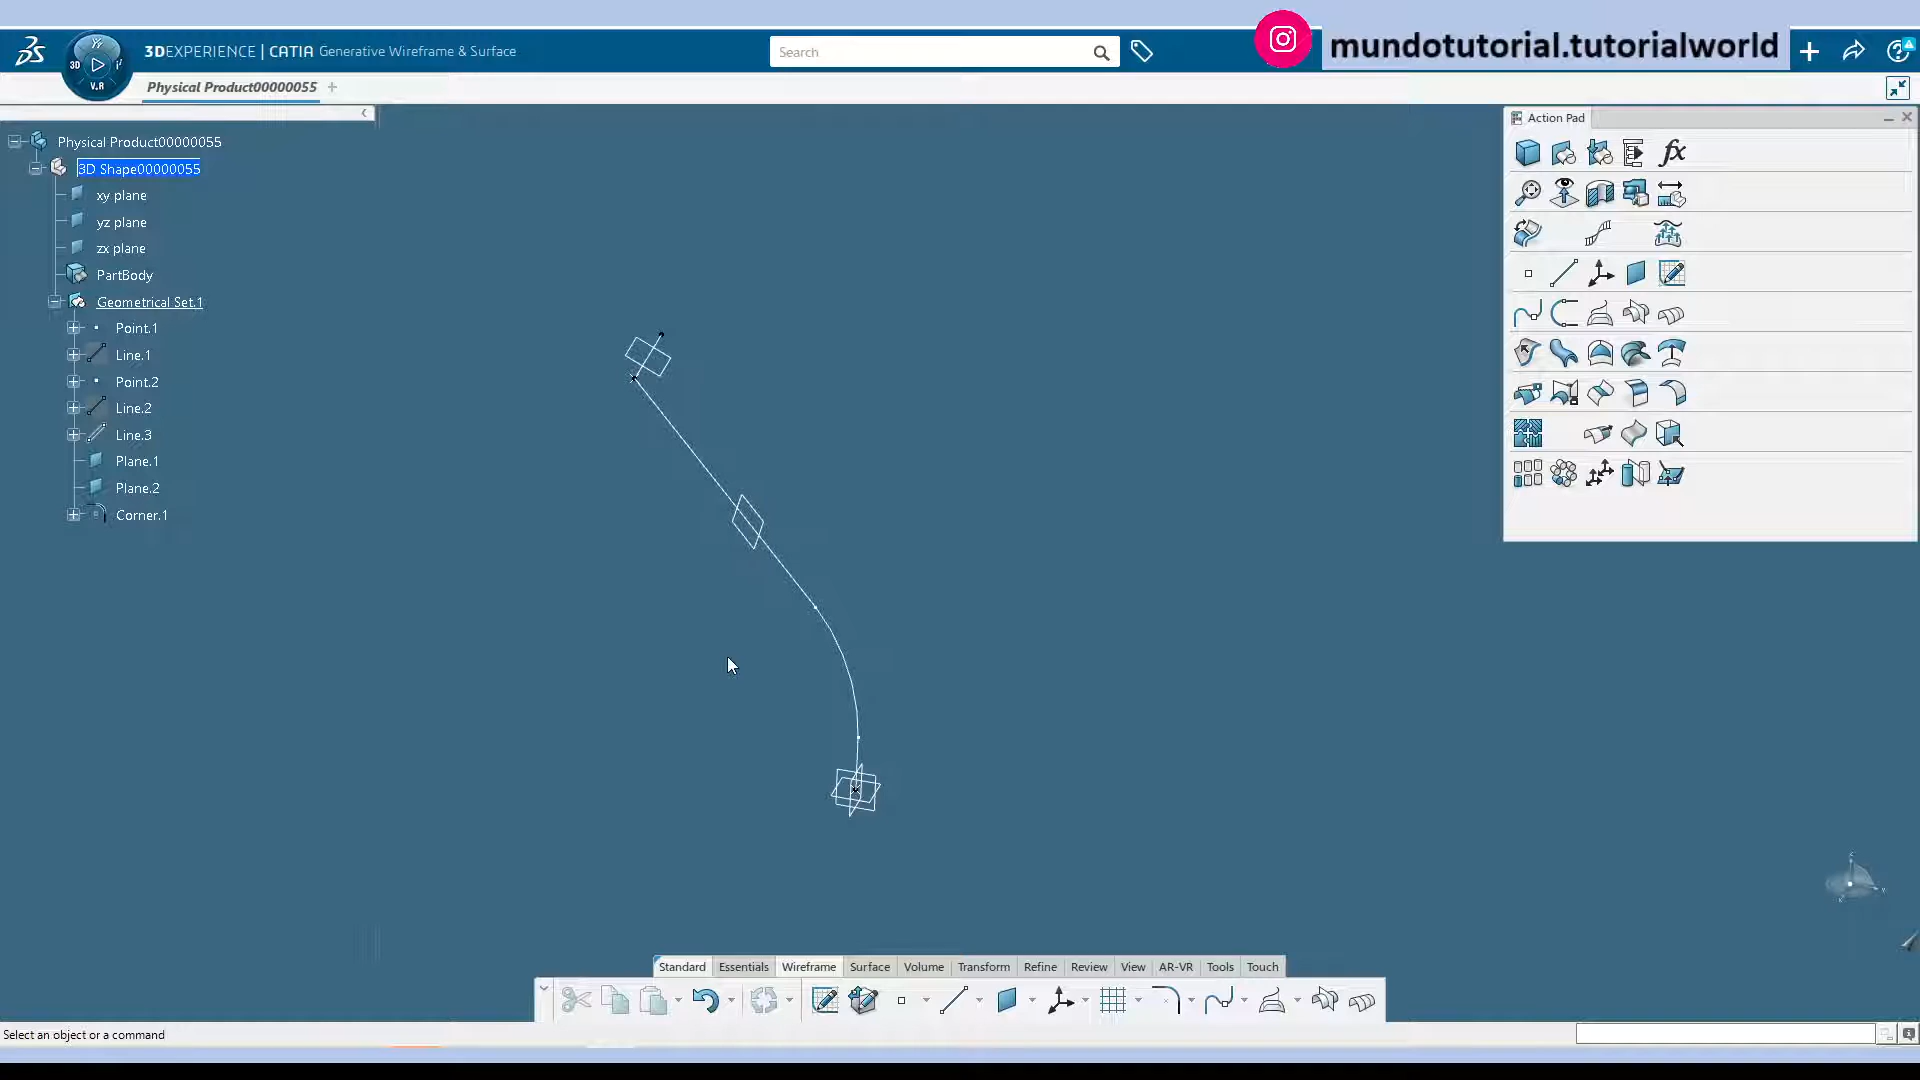 3DEXPERIENCE | CATIA Generative Wireframe & Surface
Search
mundotutorial.tutorialworld
3D
V.R
Physical Product00000055
Physical Product00000055
3D Shape00000055
xy plane
yz plane
zx plane
PartBody
Geometrical Set.1
Point.1
Line.1
Point.2
Line.2
Line.3
Plane.1
Plane.2
Corner.1
Action Pad
fx
Standard Essentials Wireframe Surface Volume Transform Refine Review View AR-VR Tools Touch
Select an object or a command